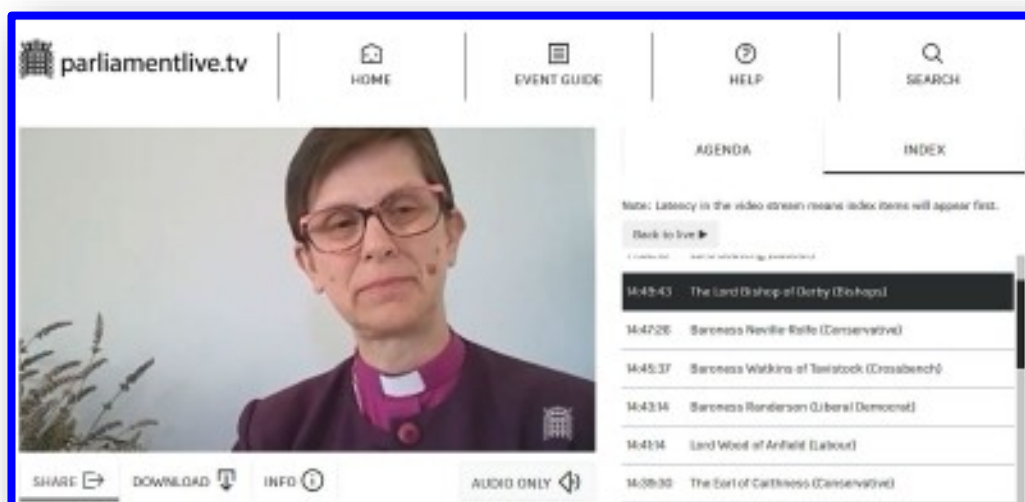 parliamentlive.tv
HOME
EVENT GUIDE
HELP
SEARCH
AGENDA
INDEX
Note: Latency in the video stream means index items will appear first.
Back to live ▶
14:49:43 The Lord Bishop of Derby (Bishops)
14:47:26 Baroness Neville-Rolfe (Conservative)
14:45:37 Baroness Watkins of Tavistock (Crossbench)
14:43:14 Baroness Randerson (Liberal Democrat)
14:41:14 Lord Wood of Anfield (Labour)
14:39:30 The Earl of Caithness (Conservative)
SHARE
DOWNLOAD
INFO
AUDIO ONLY